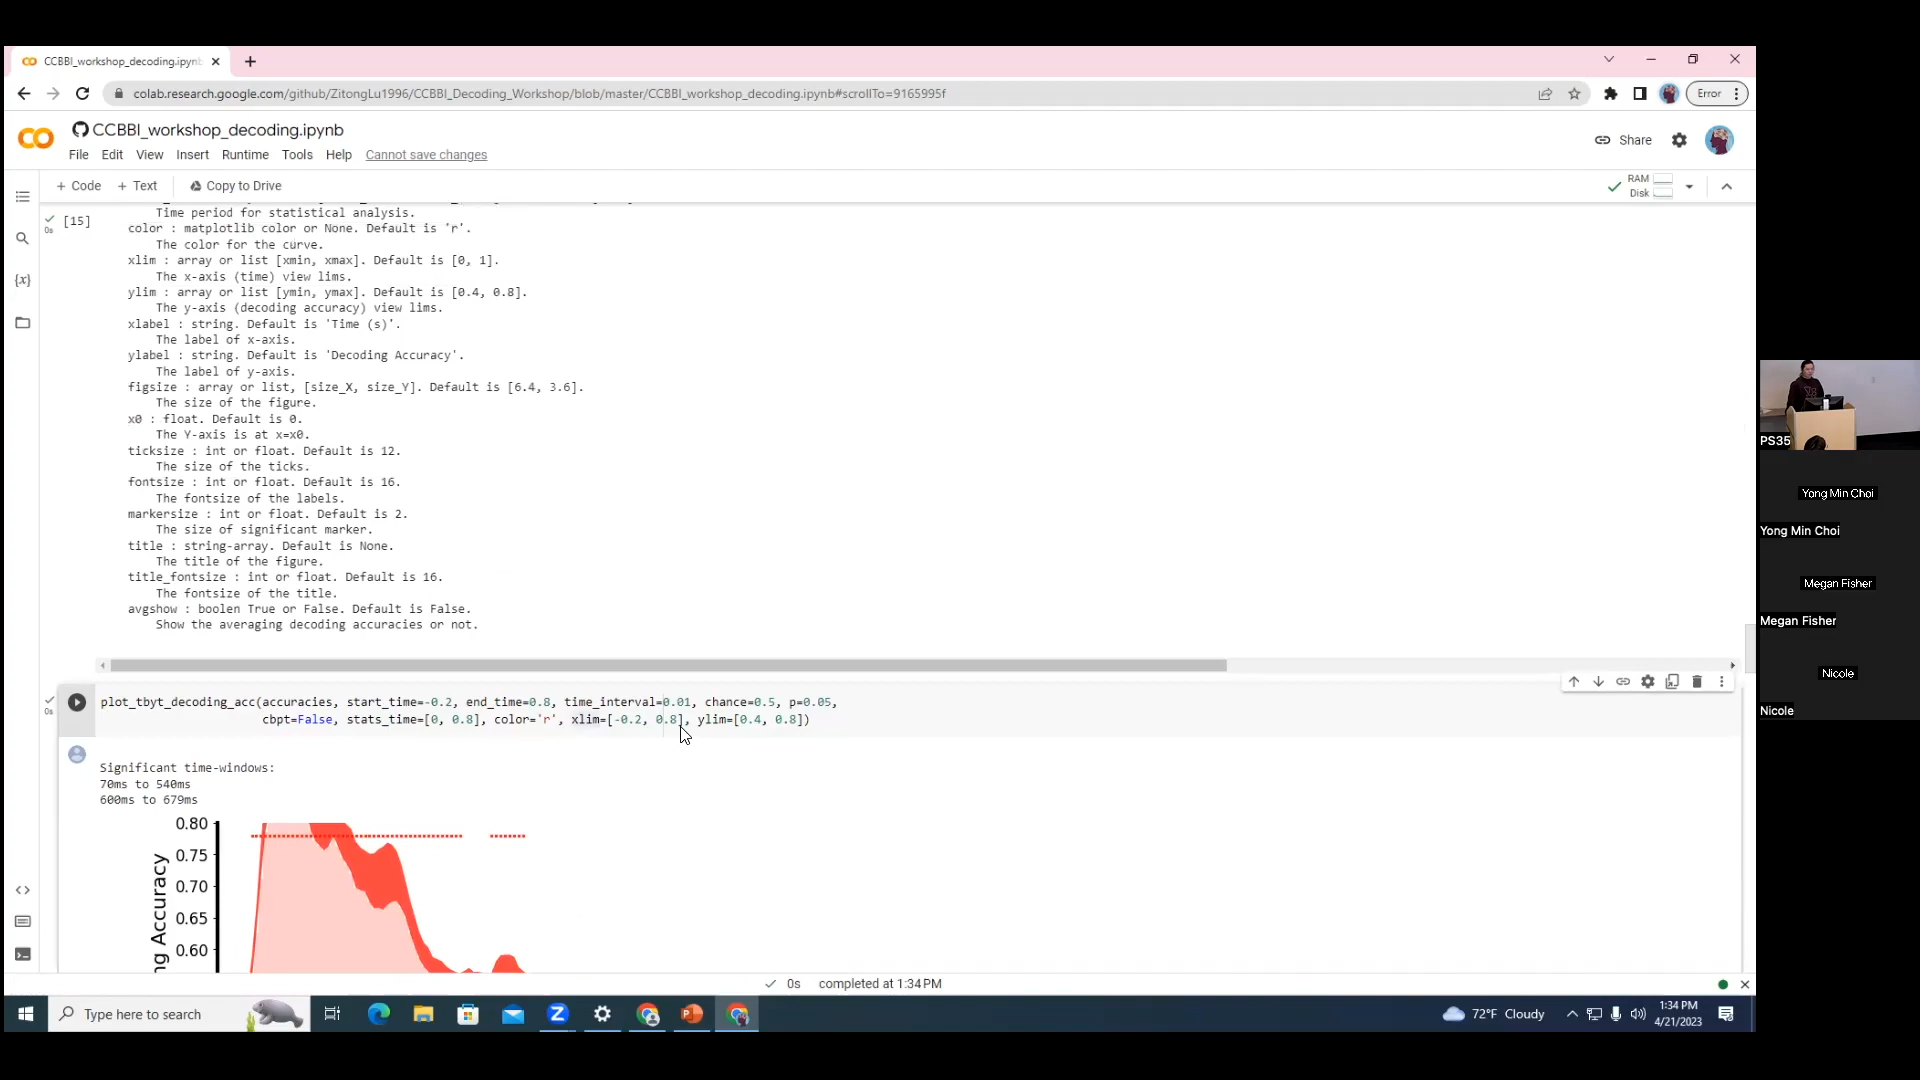 CCBBI_workshop_decoding.ipynb
colab.research.google.com/github/ZitongLu1996/CCBBI_Decoding_Workshop/blob/master/CCBBI_workshop_decoding.ipynb#scrollTo=9165995f
Error
CCBBI_workshop_decoding.ipynb
File Edit View Insert Runtime Tools Help Cannot save changes
Share
+ Code + Text Copy to Drive
RAM
Disk
[15]
0s
Time period for statistical analysis.
color : matplotlib color or None. Default is 'r'.
The color for the curve.
xlim : array or list [xmin, xmax]. Default is [0, 1].
The x-axis (time) view lims.
ylim : array or list [ymin, ymax]. Default is [0.4, 0.8].
The y-axis (decoding accuracy) view lims.
xlabel : string. Default is 'Time (s)'.
The label of x-axis.
ylabel : string. Default is 'Decoding Accuracy'.
The label of y-axis.
figsize : array or list, [size_X, size_Y]. Default is [6.4, 3.6].
The size of the figure.
x0 : float. Default is 0.
The Y-axis is at x=x0.
ticksize : int or float. Default is 12.
The size of the ticks.
fontsize : int or float. Default is 16.
The fontsize of the labels.
markersize : int or float. Default is 2.
The size of significant marker.
title : string-array. Default is None.
The title of the figure.
title_fontsize : int or float. Default is 16.
The fontsize of the title.
avgshow : boolen True or False. Default is False.
Show the averaging decoding accuracies or not.
0s
plot_tbyt_decoding_acc(accuracies, start_time=-0.2, end_time=0.8, time_interval=0.01, chance=0.5, p=0.05,
cbpt=False, stats_time=[0, 0.8], color='r', xlim=[-0.2, 0.8], ylim=[0.4, 0.8])
Significant time-windows:
70ms to 540ms
600ms to 679ms
0.80
0.75
0.70
0.65
0.60
ng Accuracy
0s completed at 1:34 PM
Type here to search
72°F Cloudy
1:34 PM
4/21/2023
PS35
Yong Min Choi
Yong Min Choi
Megan Fisher
Megan Fisher
Nicole
Nicole